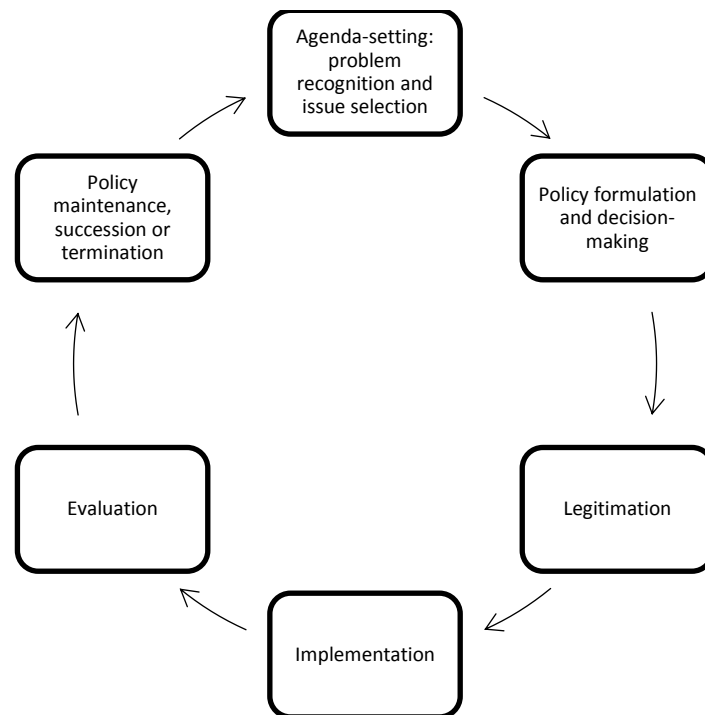 Agenda-setting:
problem
recognition and
issue selection
Policy formulation
and decision-
making
Legitimation
Implementation
Evaluation
Policy
maintenance,
succession or
termination